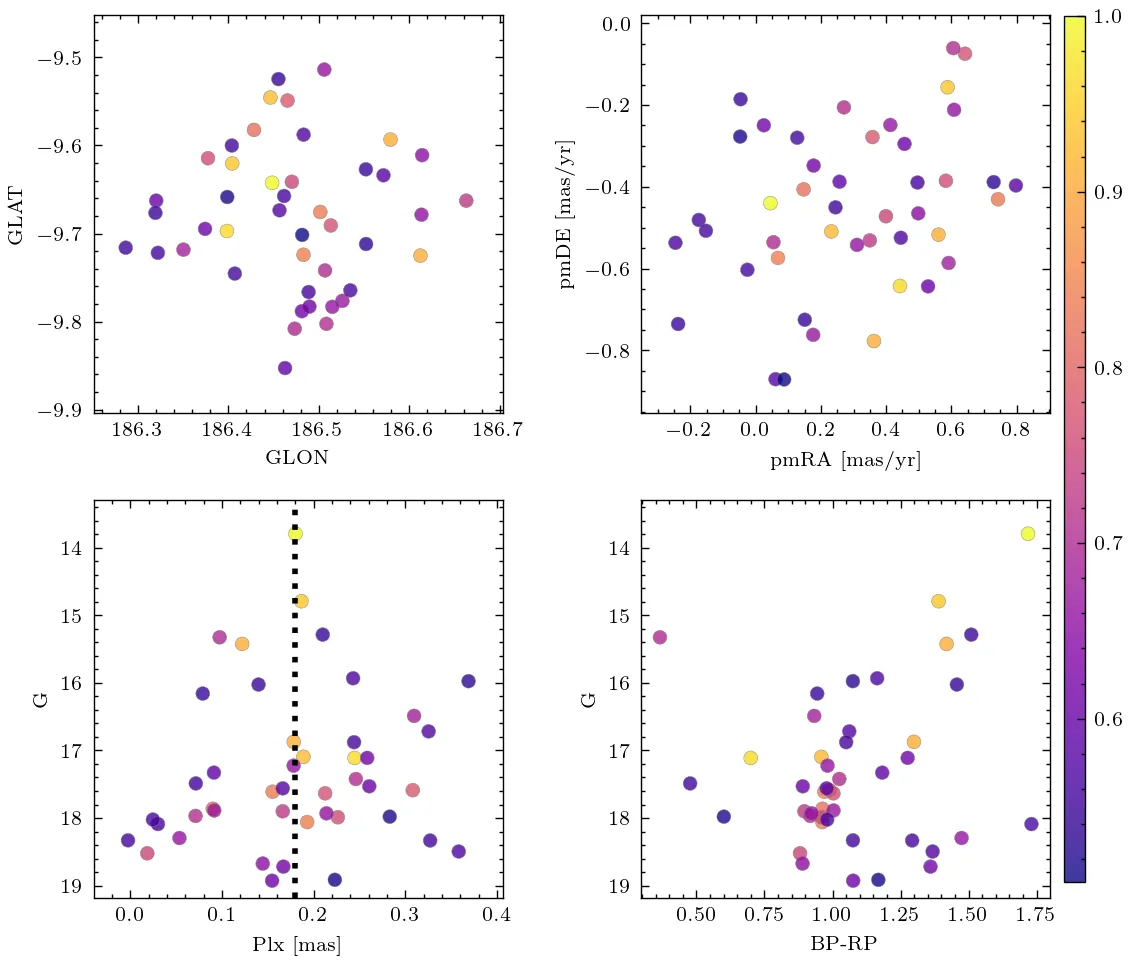 −9.5
−9.6
−9.7
−9.8
−9.9
GLAT
186.3 186.4 186.5 186.6 186.7
GLON
0.0
−0.2
−0.4
−0.6
−0.8
pmDE [mas/yr]
−0.2 0.0 0.2 0.4 0.6 0.8
pmRA [mas/yr]
14
15
16
17
18
19
G
0.0 0.1 0.2 0.3 0.4
Plx [mas]
14
15
16
17
18
19
G
0.50 0.75 1.00 1.25 1.50 1.75
BP-RP
1.0
0.9
0.8
0.7
0.6